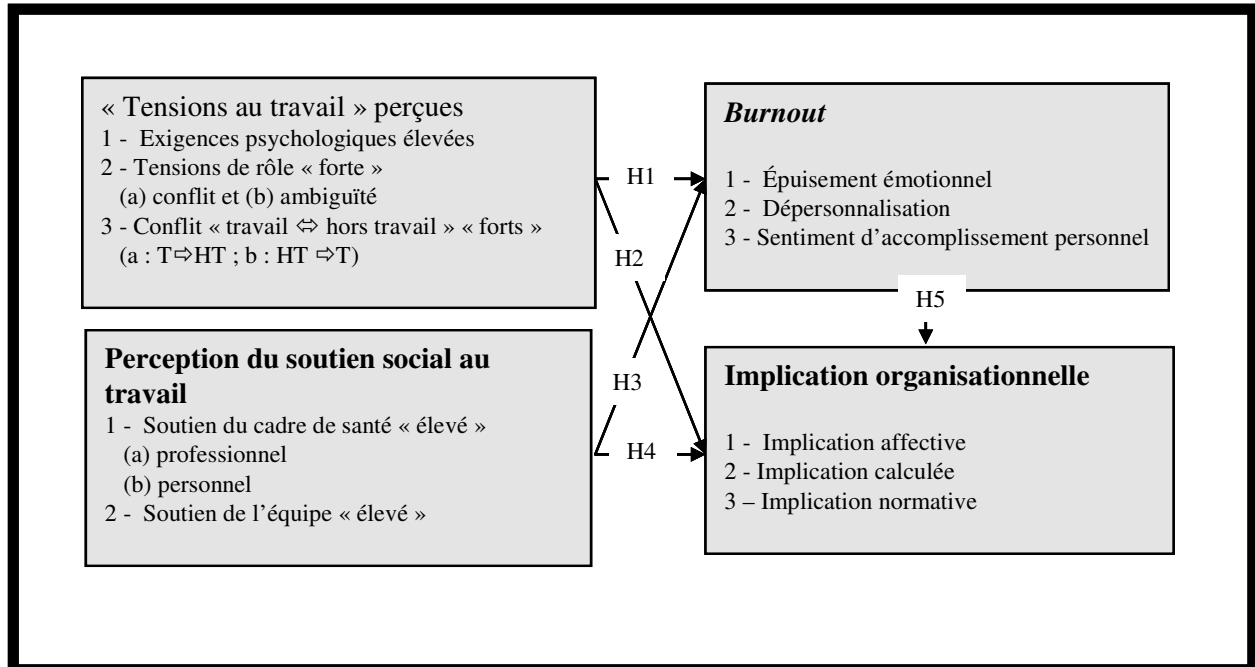 « Tensions au travail » perçues
1 - Exigences psychologiques élevées
2 - Tensions de rôle « forte »
(a) conflit et (b) ambiguïté
3 - Conflit « travail ⇔ hors travail » « forts »
(a : T⇨HT ; b : HT ⇨T)
Perception du soutien social au
travail
1 - Soutien du cadre de santé « élevé »
(a) professionnel
(b) personnel
2 - Soutien de l’équipe « élevé »
H1
H2
H3
H4
Burnout
1 - Épuisement émotionnel
2 - Dépersonnalisation
3 - Sentiment d’accomplissement personnel
H5
Implication organisationnelle
1 - Implication affective
2 - Implication calculée
3 – Implication normative